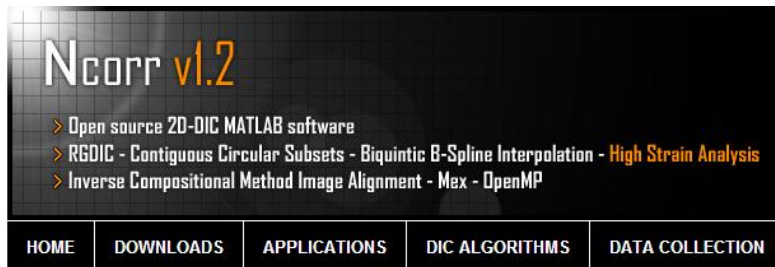 Ncorr v1.2
> Open source 2D-DIC MATLAB software
> RGDIC - Contiguous Circular Subsets - Biquintic B-Spline Interpolation - High Strain Analysis
> Inverse Compositional Method Image Alignment - Mex - OpenMP
HOME DOWNLOADS APPLICATIONS DIC ALGORITHMS DATA COLLECTION